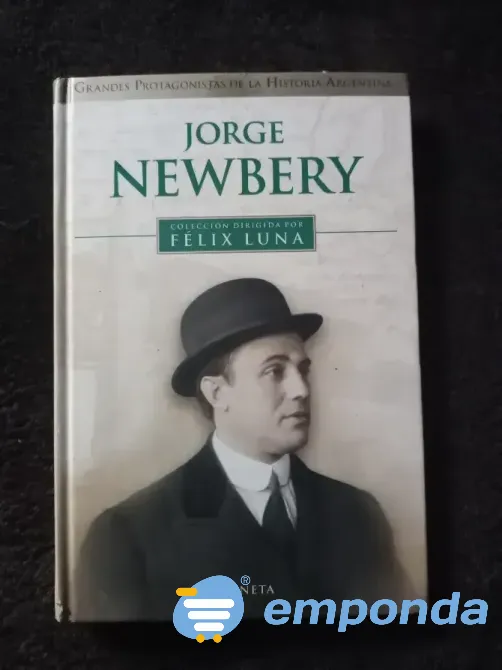 GRANDES PROTAGONISTAS DE LA HISTORIA ARGENTINA
JORGE
NEWBERY
COLECCIÓN DIRIGIDA POR
FÉLIX LUNA
NETA
® emponda